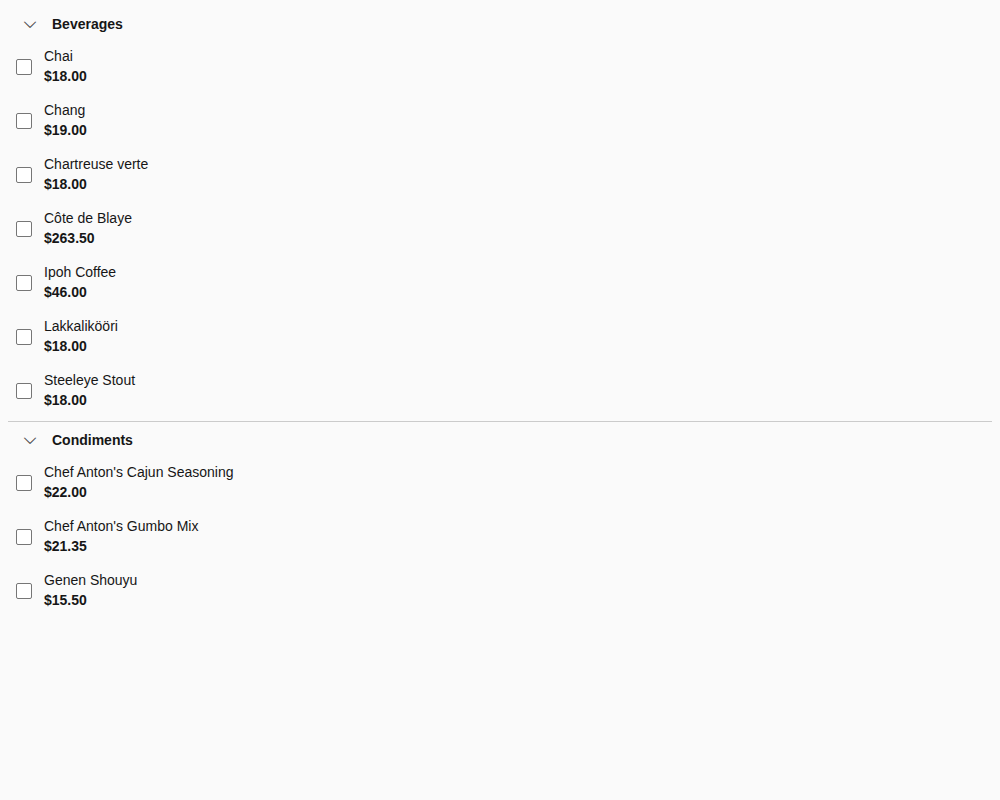 Beverages
Chai
$18.00
Chang
$19.00
Chartreuse verte
$18.00
Côte de Blaye
$263.50
Ipoh Coffee
$46.00
Lakkalikööri
$18.00
Steeleye Stout
$18.00
Condiments
Chef Anton's Cajun Seasoning
$22.00
Chef Anton's Gumbo Mix
$21.35
Genen Shouyu
$15.50